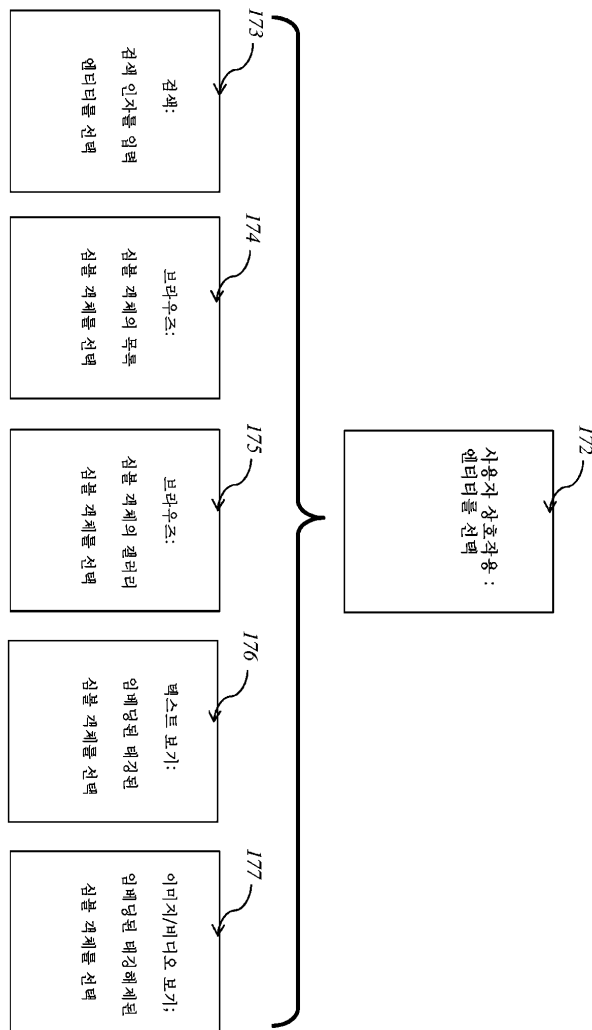 172
사용자 상호작용 :
엔티티를 선택
173
검색:
검색 인자를 입력
엔티티를 선택
174
브라우즈:
심볼 객체의 목록
심볼 객체를 선택
175
브라우즈:
심볼 객체의 갤러리
심볼 객체를 선택
176
텍스트 보기:
임베딩된 태깅된
심볼 객체를 선택
177
이미지/비디오 보기;
임베딩된 태깅해제된
심볼 객체를 선택